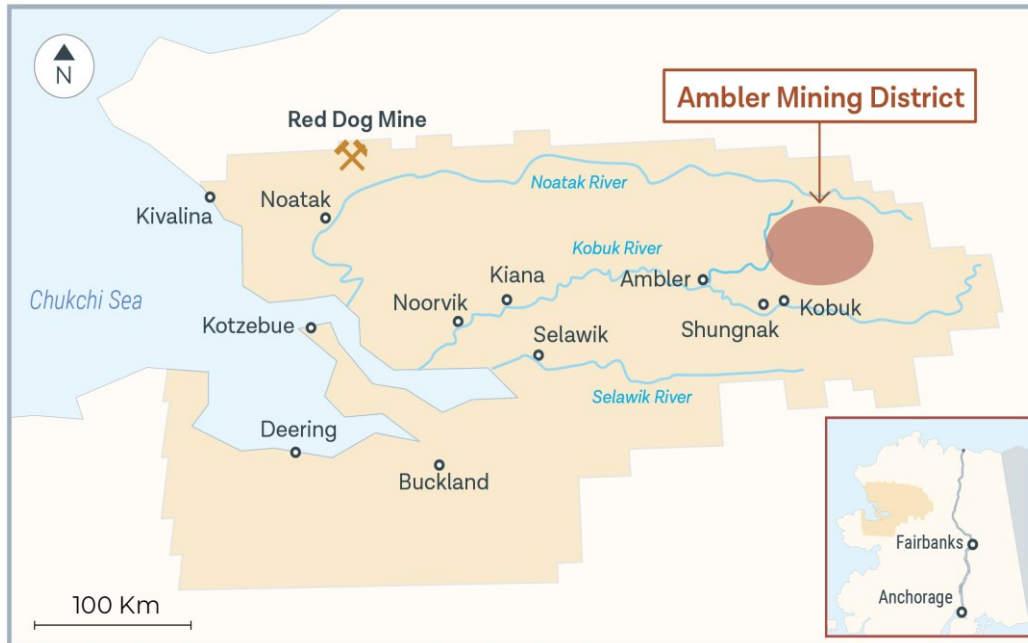 N
Ambler Mining District
Red Dog Mine
Noatak River
Kivalina
Noatak
Kobuk River
Chukchi Sea
Kiana
Ambler
Kotzebue
Noorvik
Shungnak
Kobuk
Selawik
Selawik River
Deering
Buckland
100 Km
Fairbanks
Anchorage